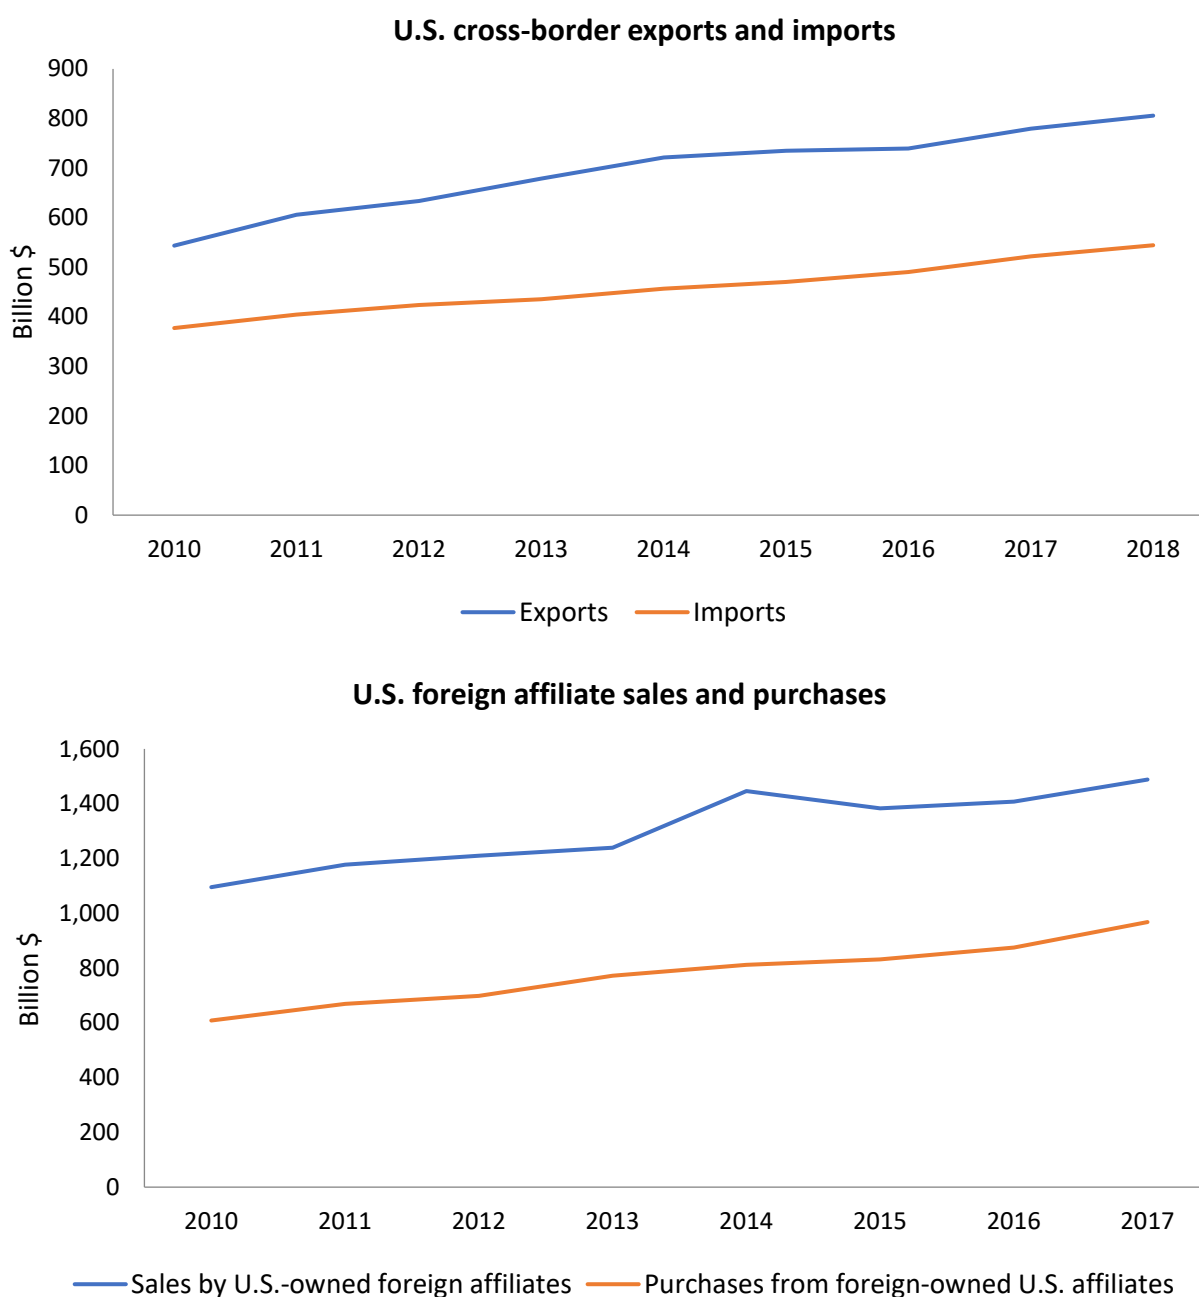 U.S. cross-border exports and imports
900
800
700
600
500
400
300
200
100
0
Billion $
2010 2011 2012 2013 2014 2015 2016 2017 2018
Exports Imports
U.S. foreign affiliate sales and purchases
1,600
1,400
1,200
1,000
800
600
400
200
0
Billion $
2010 2011 2012 2013 2014 2015 2016 2017
Sales by U.S.-owned foreign affiliates Purchases from foreign-owned U.S. affiliates